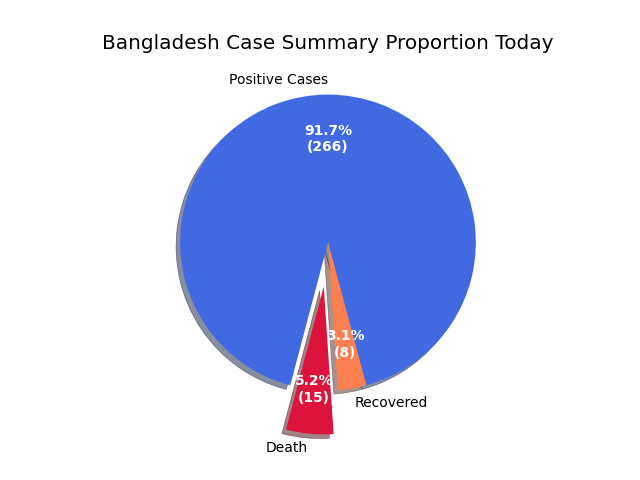 Bangladesh Case Summary Proportion Today
Positive Cases
91.7%
(266)
3.1%
(8)
5.2%
(15)
Recovered
Death